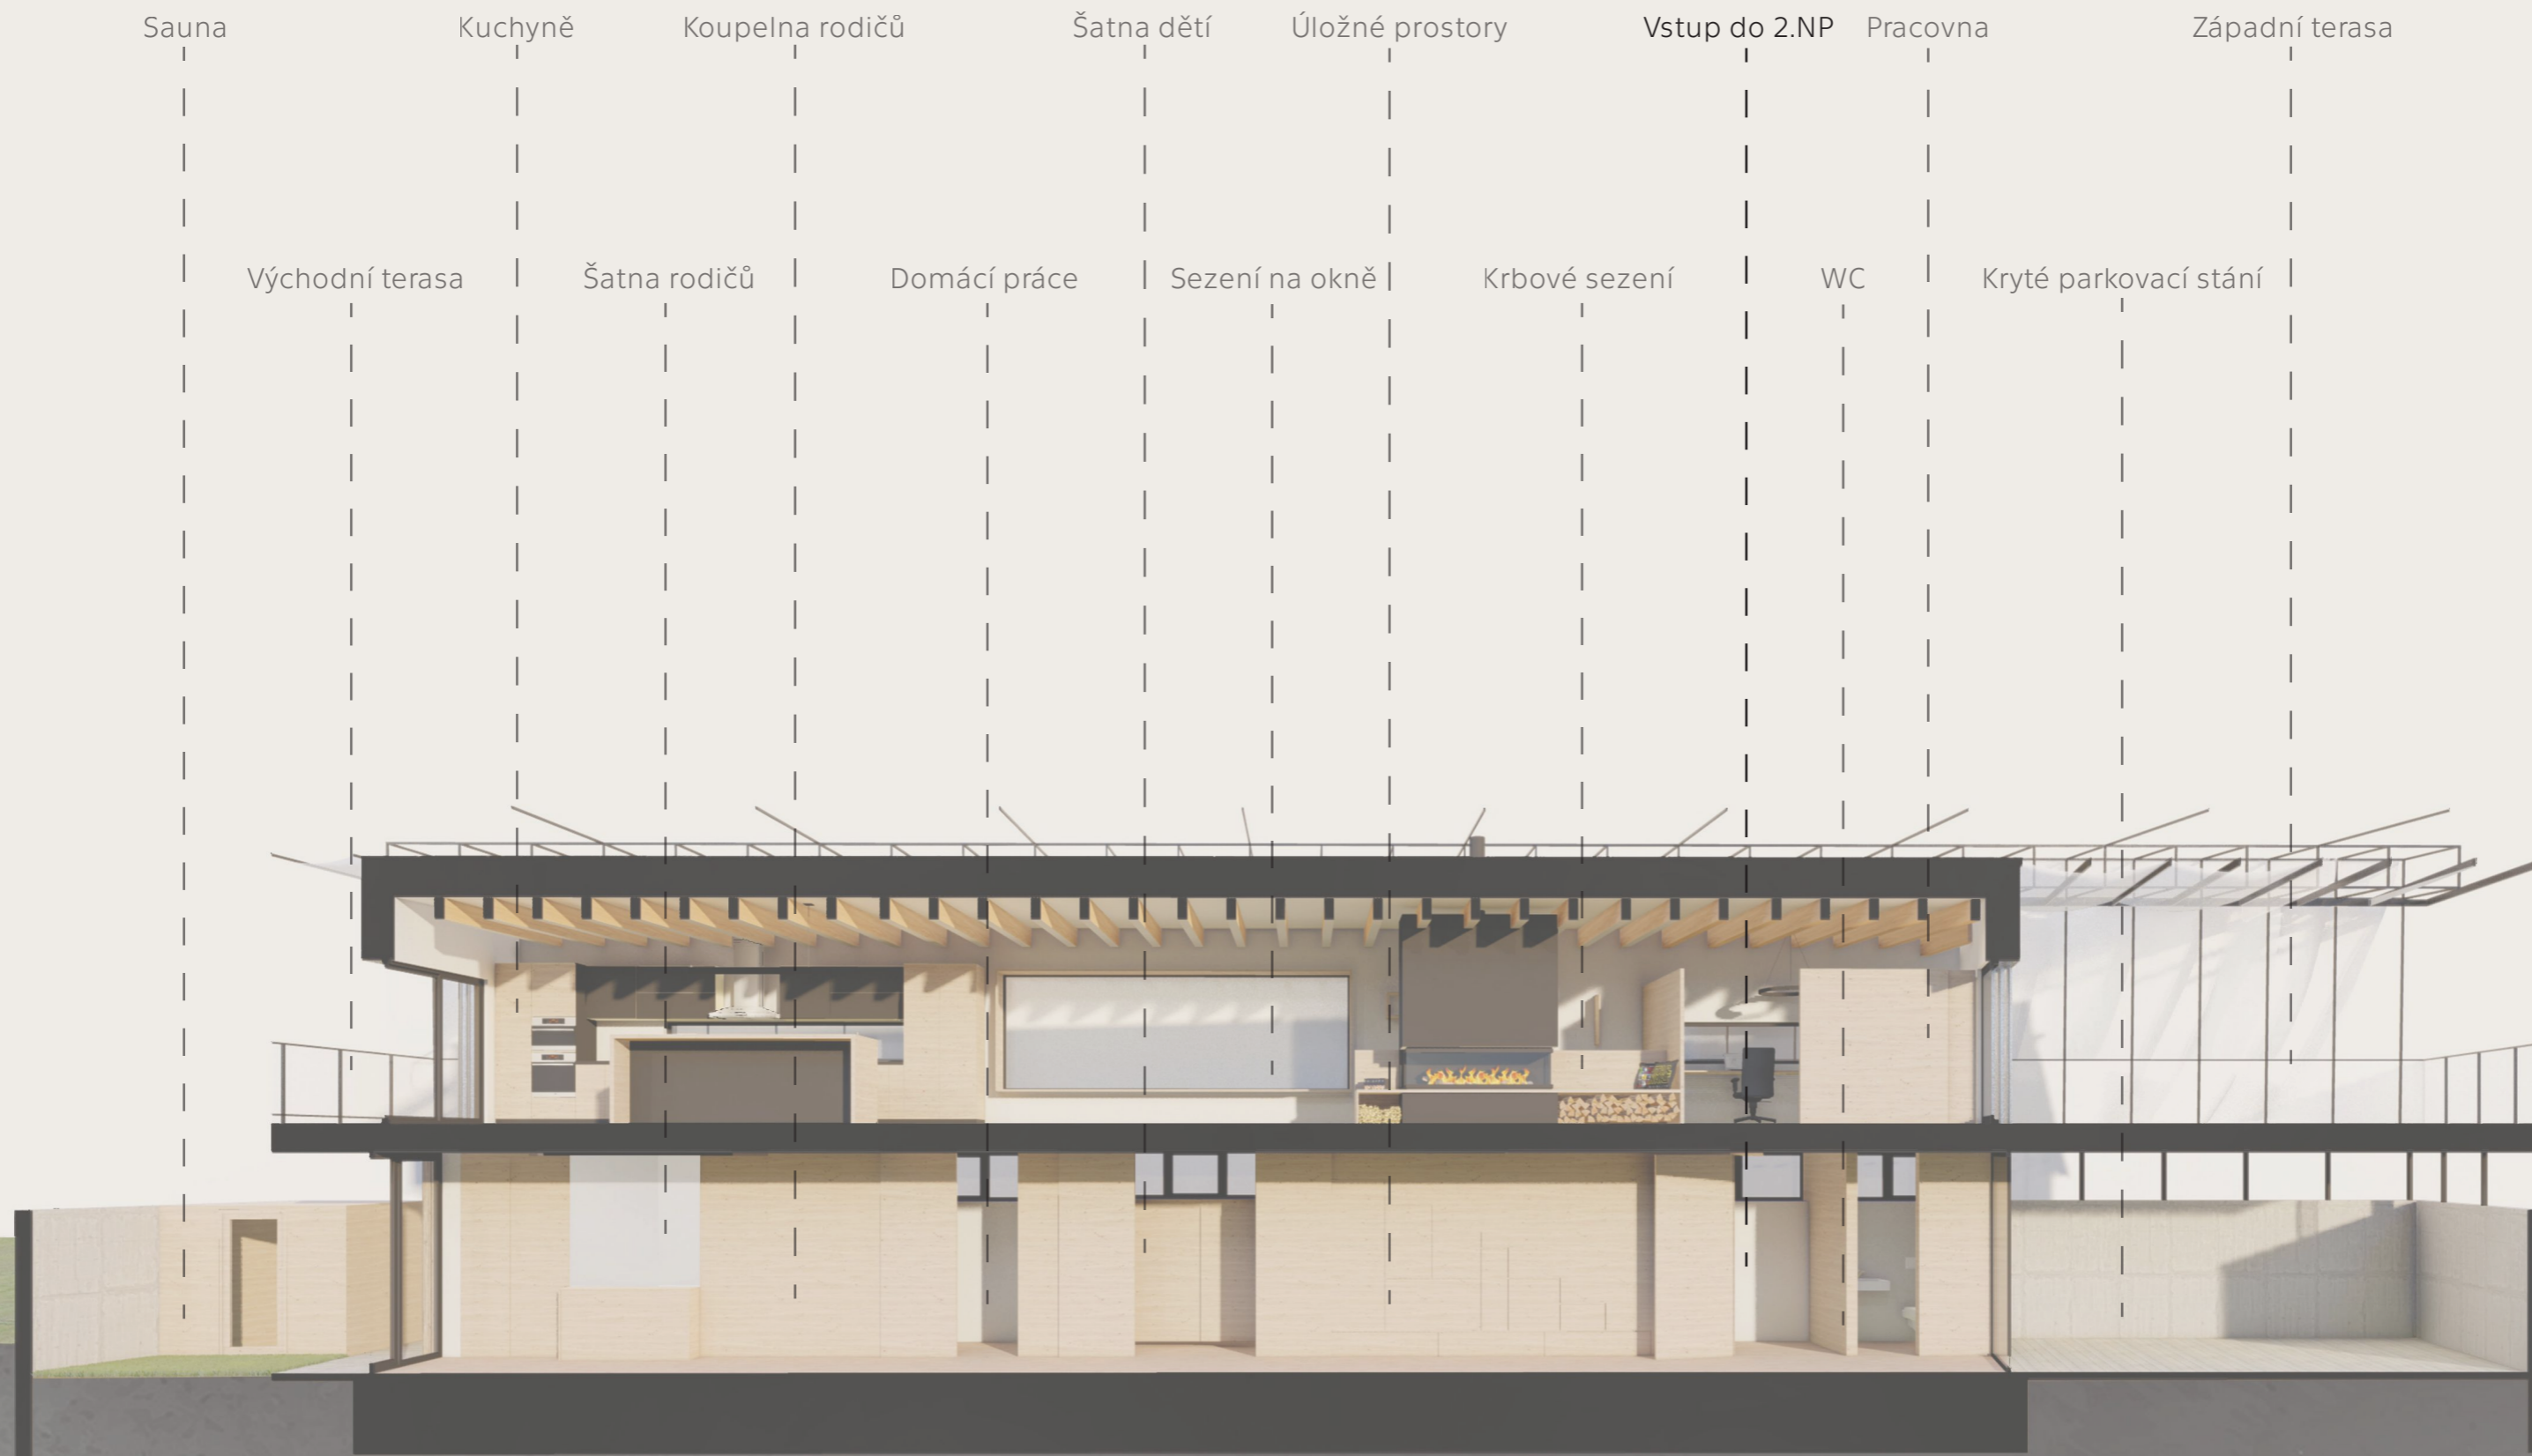 Sauna
Kuchyně
Koupelna rodičů
Šatna dětí
Úložné prostory
Vstup do 2.NP
Pracovna
Západní terasa
Východní terasa
Šatna rodičů
Domácí práce
Sezení na okně
Krbové sezení
WC
Kryté parkovací stání